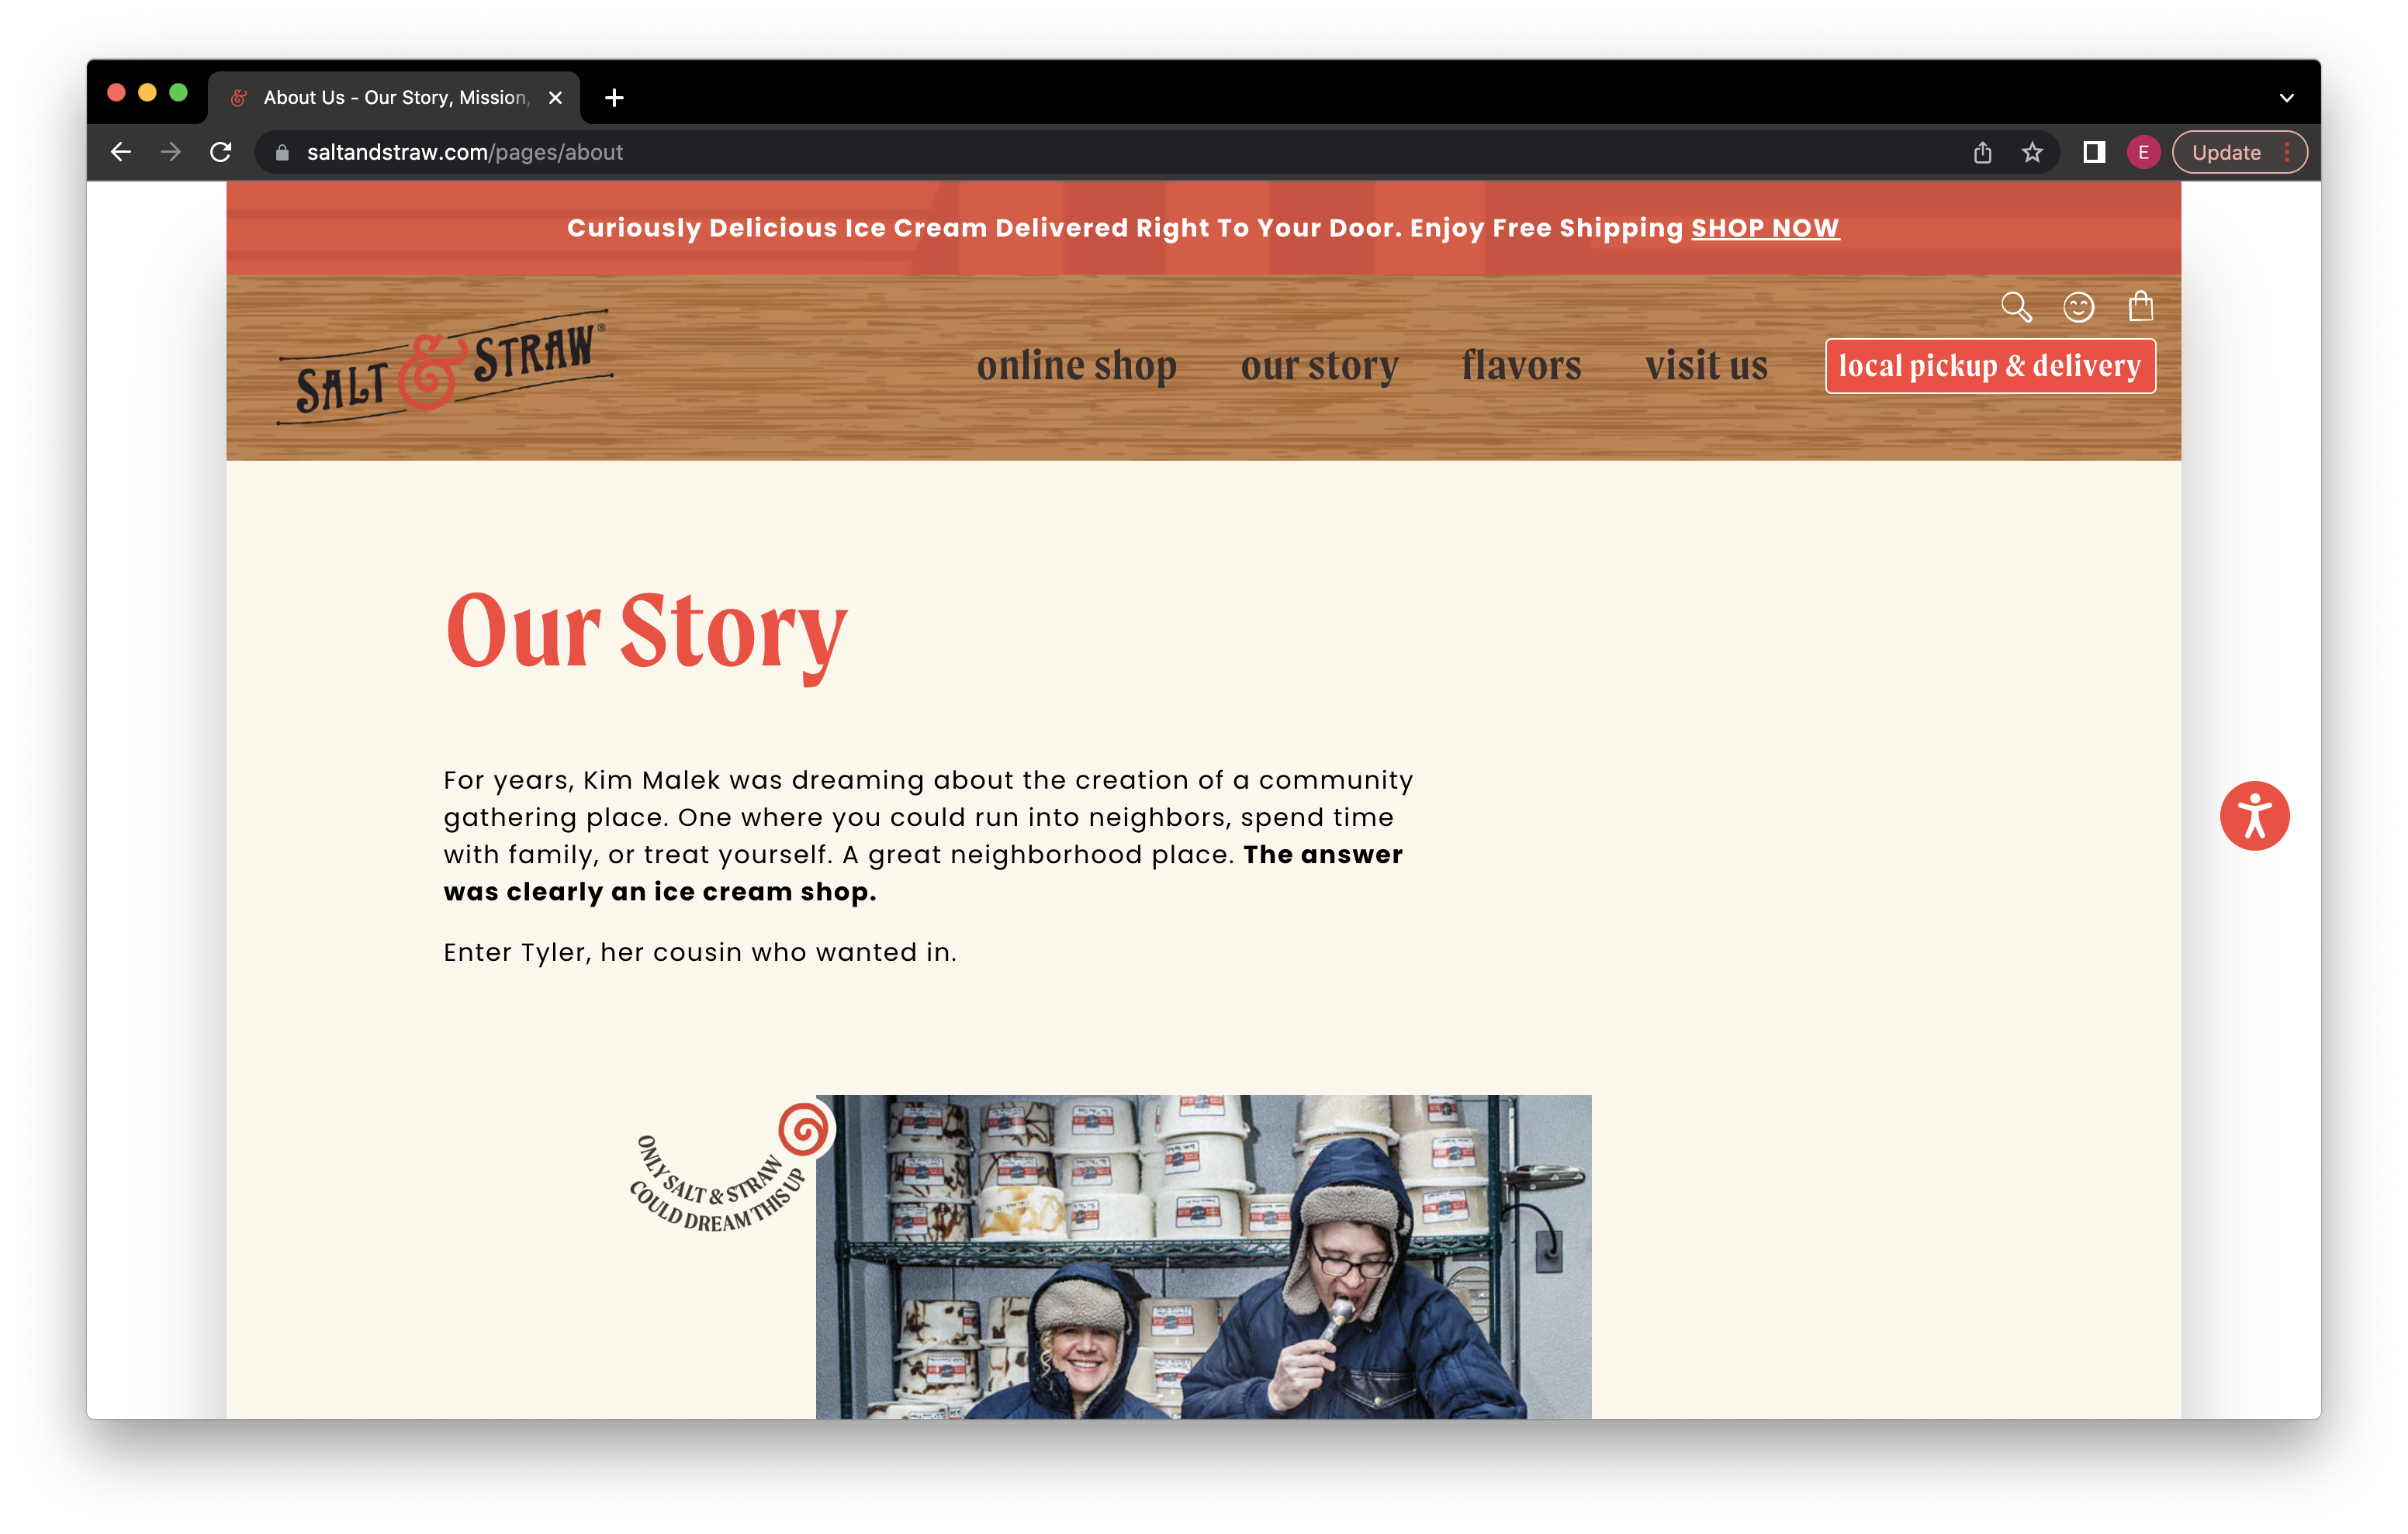 About Us - Our Story, Mission,
saltandstraw.com/pages/about
E
Update
Curiously Delicious Ice Cream Delivered Right To Your Door. Enjoy Free Shipping SHOP NOW
SALT & STRAW®
online shop
our story
flavors
visit us
local pickup & delivery
Our Story
For years, Kim Malek was dreaming about the creation of a community
gathering place. One where you could run into neighbors, spend time
with family, or treat yourself. A great neighborhood place. The answer
was clearly an ice cream shop.
Enter Tyler, her cousin who wanted in.
ONLY SALT & STRAW
COULD DREAM THIS UP